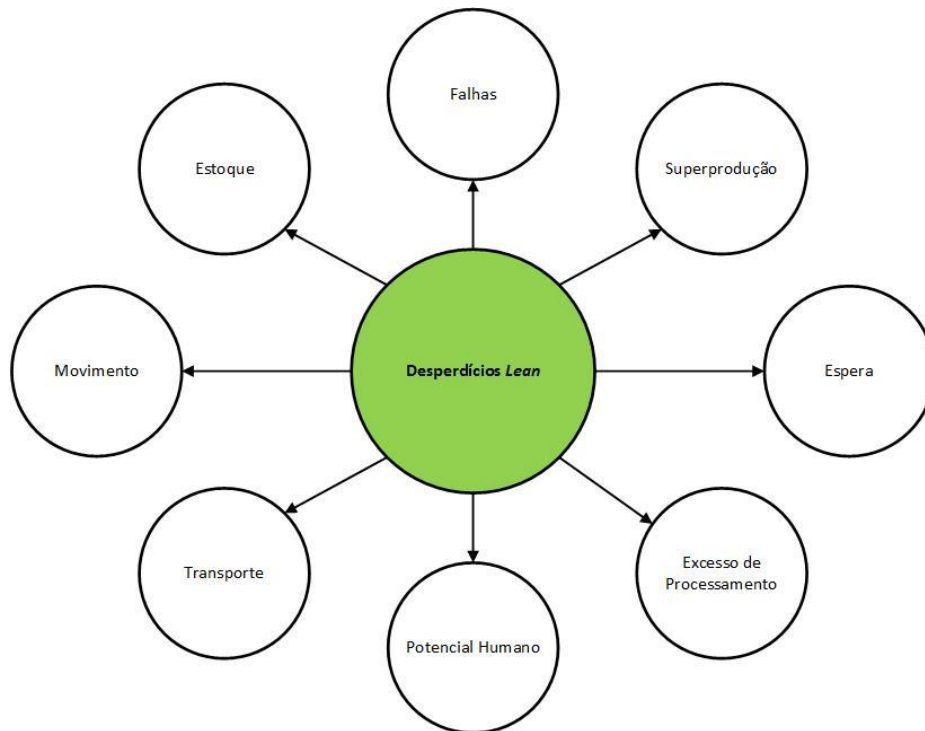 Falhas
Estoque
Superprodução
Movimento
Desperdícios Lean
Espera
Transporte
Excesso de
Processamento
Potencial Humano